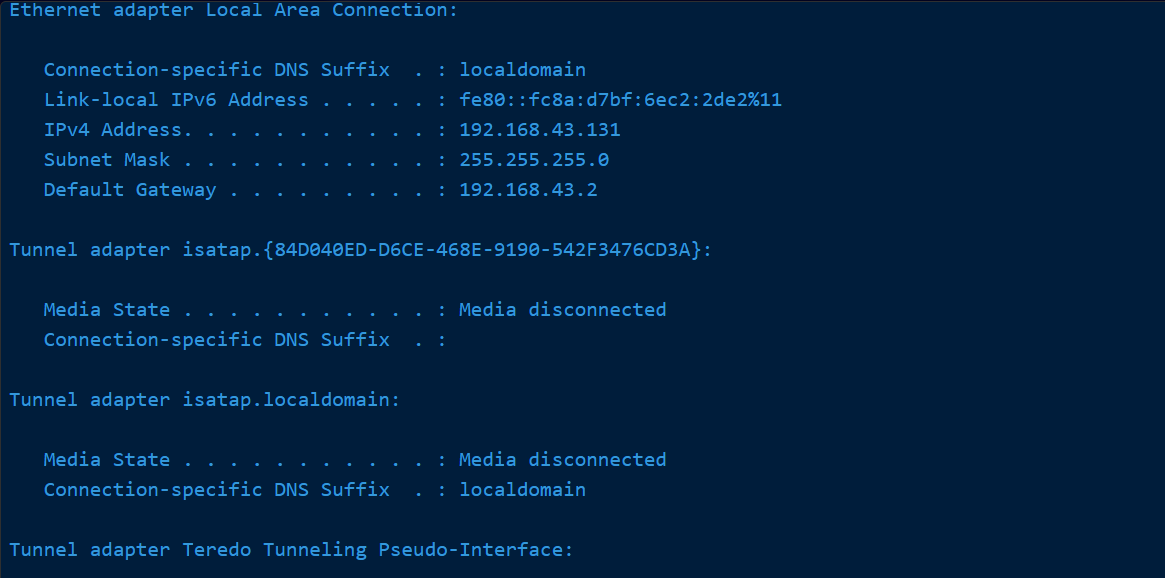 Ethernet adapter Local Area Connection:
   Connection-specific DNS Suffix  . : localdomain
   Link-local IPv6 Address . . . . . : fe80::fc8a:d7bf:6ec2:2de2%11
   IPv4 Address. . . . . . . . . . . : 192.168.43.131
   Subnet Mask . . . . . . . . . . . : 255.255.255.0
   Default Gateway . . . . . . . . . : 192.168.43.2
Tunnel adapter isatap.{84D040ED-D6CE-468E-9190-542F3476CD3A}:
   Media State . . . . . . . . . . . : Media disconnected
   Connection-specific DNS Suffix  . :
Tunnel adapter isatap.localdomain:
   Media State . . . . . . . . . . . : Media disconnected
   Connection-specific DNS Suffix  . : localdomain
Tunnel adapter Teredo Tunneling Pseudo-Interface: